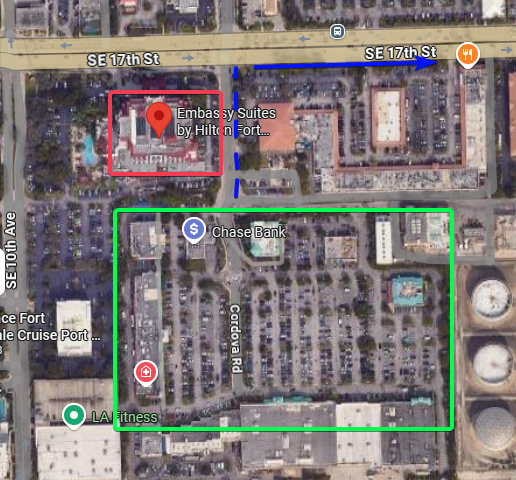 SE 17th St
SE 17th St
Embassy Suites
by Hilton Fort...
$
Chase Bank
SE 10th Ave
Cordova Rd
ce Fort
ale Cruise Port ...
LA Fitness